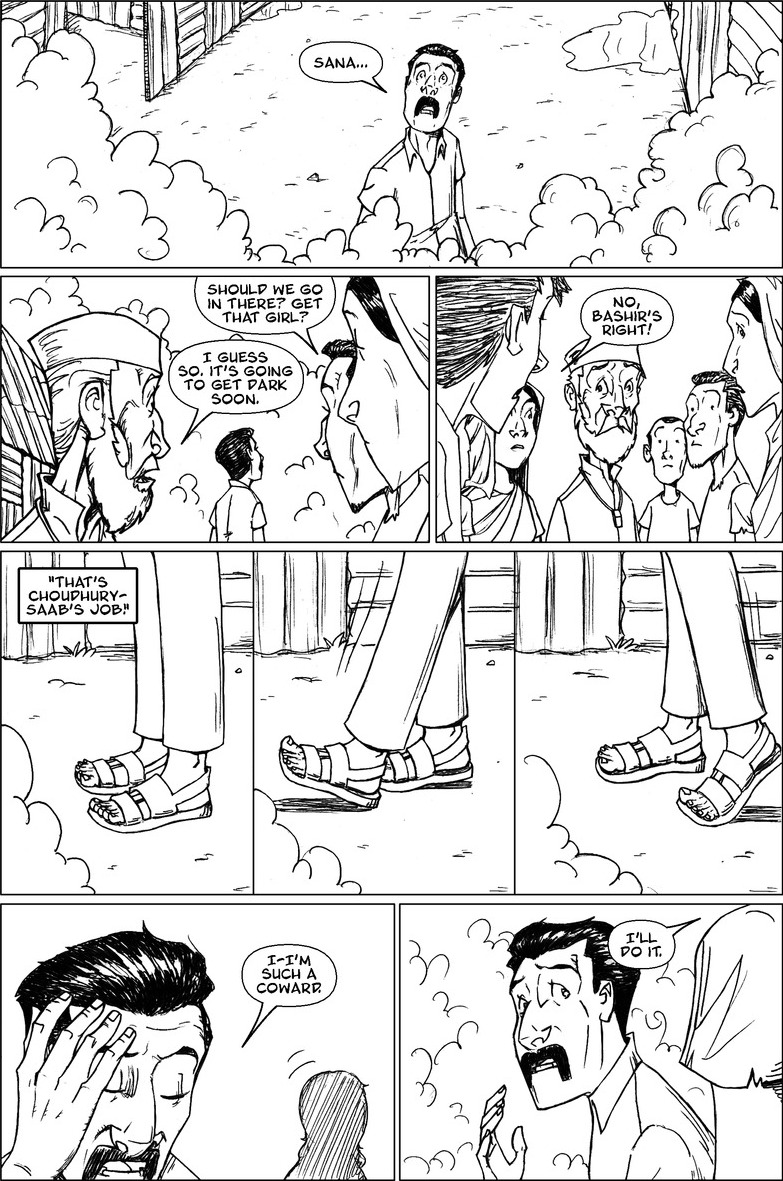 SANA...
SHOULD WE GO
IN THERE? GET
THAT GIRL?
I GUESS
SO. IT'S GOING
TO GET DARK
SOON.
NO,
BASHIR'S
RIGHT!
"THAT'S
CHOUDHURY-
SAAB'S JOB."
I-I'M
SUCH A
COWARD.
I'LL
DO IT.